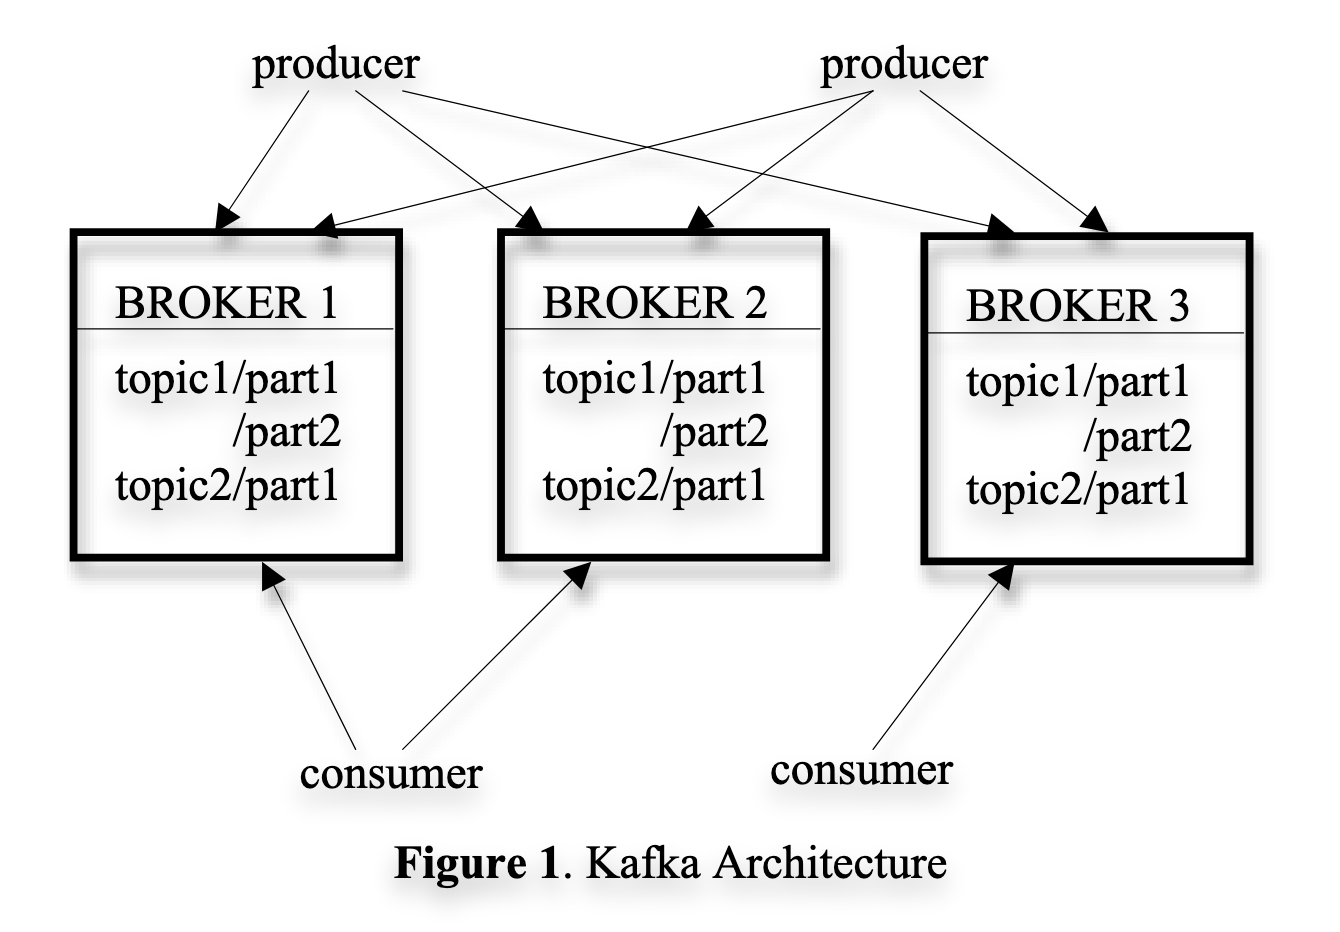 producer producer
BROKER 1
topic1/part1
/part2
topic2/part1
BROKER 2
topic1/part1
/part2
topic2/part1
BROKER 3
topic1/part1
/part2
topic2/part1
consumer consumer
Figure 1. Kafka Architecture